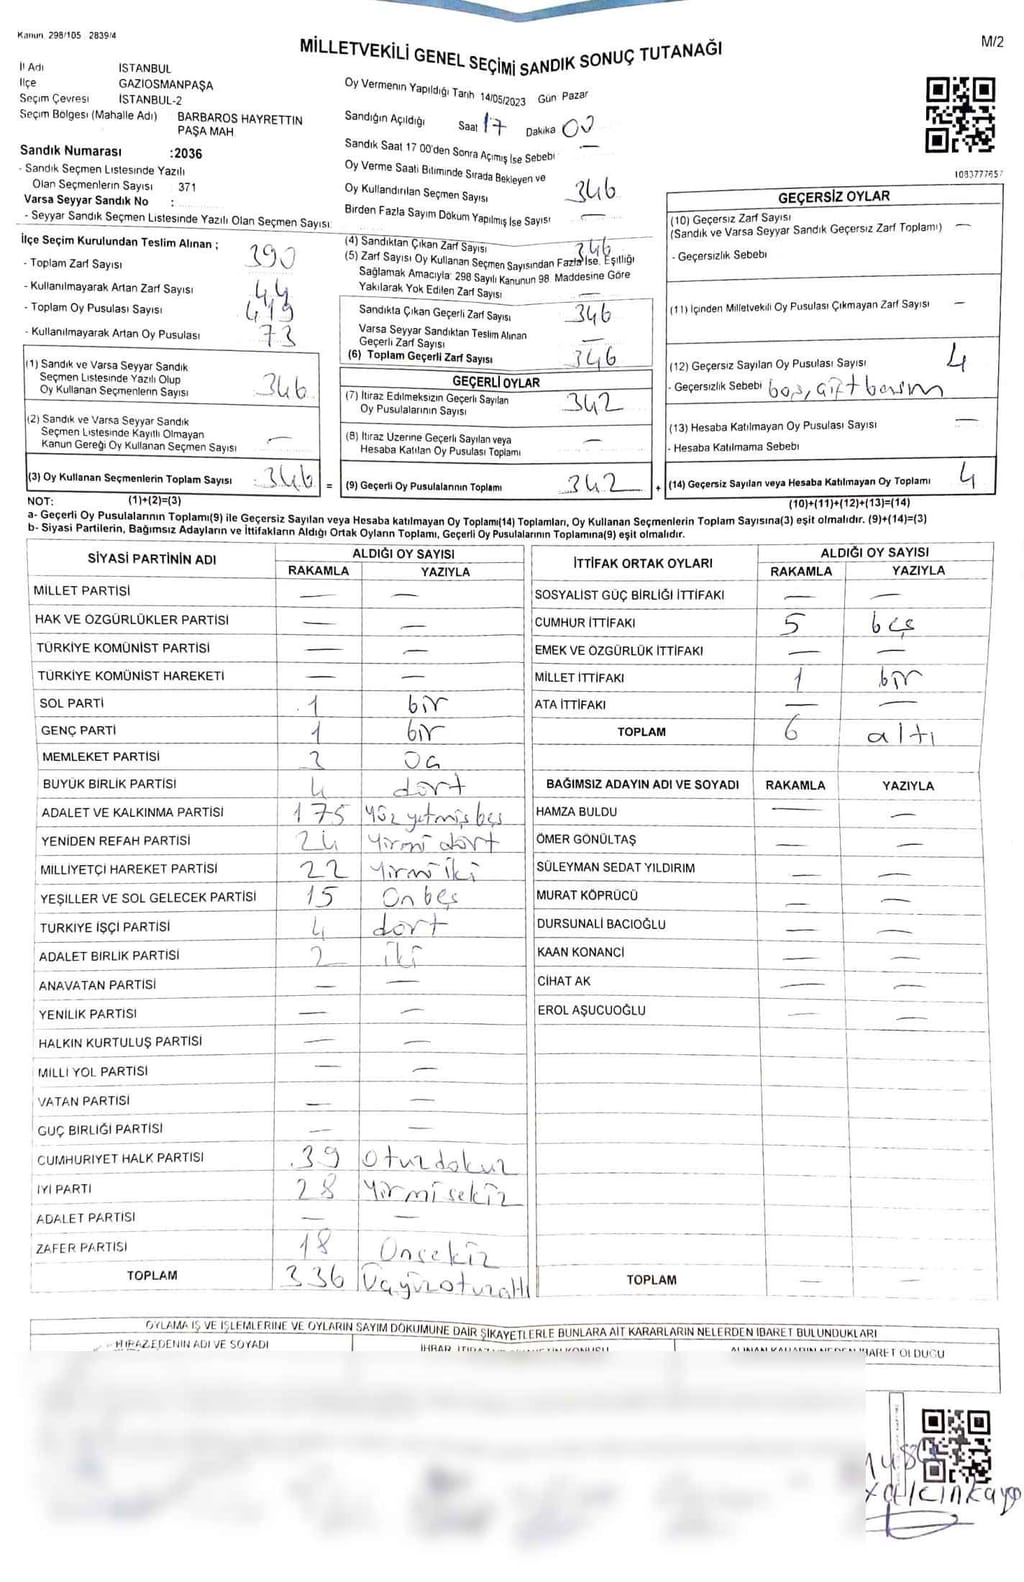 Kanun 298/105 2839/4
MİLLETVEKİLİ GENEL SEÇİMİ SANDIK SONUÇ TUTANAĞI
M/2
İl Adı İSTANBUL
İlçe GAZİOSMANPAŞA
Seçim Çevresi İSTANBUL-2
Seçim Bölgesi (Mahalle Adı) BARBAROS HAYRETTİN
PAŞA MAH
Sandık Numarası :2036
- Sandık Seçmen Listesinde Yazılı
Olan Seçmenlerin Sayısı 371
Varsa Seyyar Sandık No :
- Seyyar Sandık Seçmen Listesinde Yazılı Olan Seçmen Sayısı:
Oy Vermenin Yapıldığı Tarih 14/05/2023 Gün Pazar
Sandığın Açıldığı Saat 17 Dakika 00
Sandık Saat 17 00'den Sonra Açımış İse Sebebi —
Oy Verme Saati Bitiminde Sırada Bekleyen ve
Oy Kullandırılan Seçmen Sayısı 346
Birden Fazla Sayım Döküm Yapılmış İse Sayısı —
1083777657
İlçe Seçim Kurulundan Teslim Alınan ;
- Toplam Zarf Sayısı 390
- Kullanılmayarak Artan Zarf Sayısı 44
- Toplam Oy Pusulası Sayısı 419
- Kullanılmayarak Artan Oy Pusulası 73
(1) Sandık ve Varsa Seyyar Sandık
Seçmen Listesinde Yazılı Olup
Oy Kullanan Seçmenlerin Sayısı 346
(2) Sandık ve Varsa Seyyar Sandık
Seçmen Listesinde Kayıtlı Olmayan
Kanun Gereği Oy Kullanan Seçmen Sayısı —
(3) Oy Kullanan Seçmenlerin Toplam Sayısı 346 =
(4) Sandıktan Çıkan Zarf Sayısı 346
(5) Zarf Sayısı Oy Kullanan Seçmen Sayısından Fazla İse, Eşitliği
Sağlamak Amacıyla 298 Sayılı Kanunun 98. Maddesine Göre
Yakılarak Yok Edilen Zarf Sayısı —
Sandıkta Çıkan Geçerli Zarf Sayısı 346
Varsa Seyyar Sandıktan Teslim Alınan
Geçerli Zarf Sayısı —
(6) Toplam Geçerli Zarf Sayısı 346
GEÇERLİ OYLAR
(7) İtiraz Edilmeksizin Geçerli Sayılan
Oy Pusulalarının Sayısı 342
(8) İtiraz Üzerine Geçerli Sayılan veya
Hesaba Katılan Oy Pusulası Toplamı —
(9) Geçerli Oy Pusulalarının Toplamı 342 +
GEÇERSİZ OYLAR
(10) Geçersiz Zarf Sayısı
(Sandık ve Varsa Seyyar Sandık Geçersiz Zarf Toplamı) —
- Geçersizlik Sebebi
(11) İçinden Milletvekili Oy Pusulası Çıkmayan Zarf Sayısı —
(12) Geçersiz Sayılan Oy Pusulası Sayısı 4
- Geçersizlik Sebebi boş, çift basım
(13) Hesaba Katılmayan Oy Pusulası Sayısı —
- Hesaba Katılmama Sebebi
(14) Geçersiz Sayılan veya Hesaba Katılmayan Oy Toplamı 4
NOT: (1)+(2)=(3) (10)+(11)+(12)+(13)=(14)
a- Geçerli Oy Pusulalarının Toplamı(9) ile Geçersiz Sayılan veya Hesaba katılmayan Oy Toplamı(14) Toplamları, Oy Kullanan Seçmenlerin Toplam Sayısına(3) eşit olmalıdır. (9)+(14)=(3)
b- Siyasi Partilerin, Bağımsız Adayların ve İttifakların Aldığı Ortak Oyların Toplamı, Geçerli Oy Pusulalarının Toplamına(9) eşit olmalıdır.
SİYASİ PARTİNİN ADI ALDIĞI OY SAYISI
RAKAMLA YAZIYLA
MİLLET PARTİSİ — —
HAK VE ÖZGÜRLÜKLER PARTİSİ — —
TÜRKİYE KOMÜNİST PARTİSİ — —
TÜRKİYE KOMÜNİST HAREKETİ — —
SOL PARTİ 1 bir
GENÇ PARTİ 1 bir
MEMLEKET PARTİSİ 3 üç
BÜYÜK BİRLİK PARTİSİ 4 dört
ADALET VE KALKINMA PARTİSİ 175 Yüz yetmiş beş
YENİDEN REFAH PARTİSİ 24 Yirmi dört
MİLLİYETÇİ HAREKET PARTİSİ 22 Yirmi iki
YEŞİLLER VE SOL GELECEK PARTİSİ 15 On beş
TÜRKİYE İŞÇİ PARTİSİ 4 dört
ADALET BİRLİK PARTİSİ 2 iki
ANAVATAN PARTİSİ — —
YENİLİK PARTİSİ — —
HALKIN KURTULUŞ PARTİSİ — —
MİLLİ YOL PARTİSİ — —
VATAN PARTİSİ — —
GÜÇ BİRLİĞİ PARTİSİ — —
CUMHURİYET HALK PARTİSİ 39 Otuzdokuz
İYİ PARTİ 28 Yirmi sekiz
ADALET PARTİSİ — —
ZAFER PARTİSİ 18 Onsekiz
TOPLAM 336 Üçyüzotuzaltı
İTTİFAK ORTAK OYLARI ALDIĞI OY SAYISI
RAKAMLA YAZIYLA
SOSYALİST GÜÇ BİRLİĞİ İTTİFAKI — —
CUMHUR İTTİFAKI 5 beş
EMEK VE ÖZGÜRLÜK İTTİFAKI — —
MİLLET İTTİFAKI 1 bir
ATA İTTİFAKI — —
TOPLAM 6 altı
BAĞIMSIZ ADAYIN ADI VE SOYADI RAKAMLA YAZIYLA
HAMZA BULDU — —
ÖMER GÖNÜLTAŞ — —
SÜLEYMAN SEDAT YILDIRIM — —
MURAT KÖPRÜCÜ — —
DURSUNALİ BACIOĞLU — —
KAAN KONANCİ — —
CİHAT AK — —
EROL AŞUCUOĞLU — —
TOPLAM — —
OYLAMA İŞ VE İŞLEMLERİNE VE OYLARIN SAYIM DÖKÜMÜNE DAİR ŞİKAYETLERLE BUNLARA AİT KARARLARIN NELERDEN İBARET BULUNDUKLARI
İTİRAZ EDENİN ADI VE SOYADI